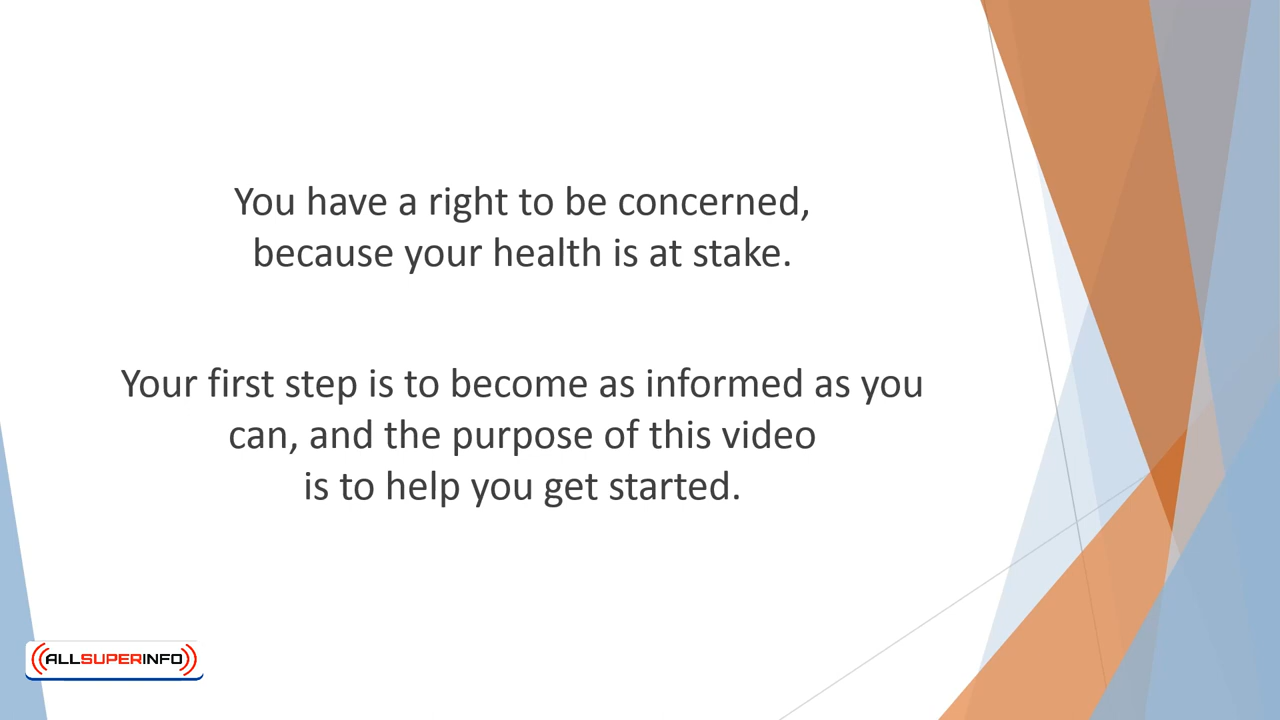 You have a right to be concerned,
because your health is at stake.
Your first step is to become as informed as you
can, and the purpose of this video
is to help you get started.
ALLSUPERINFO